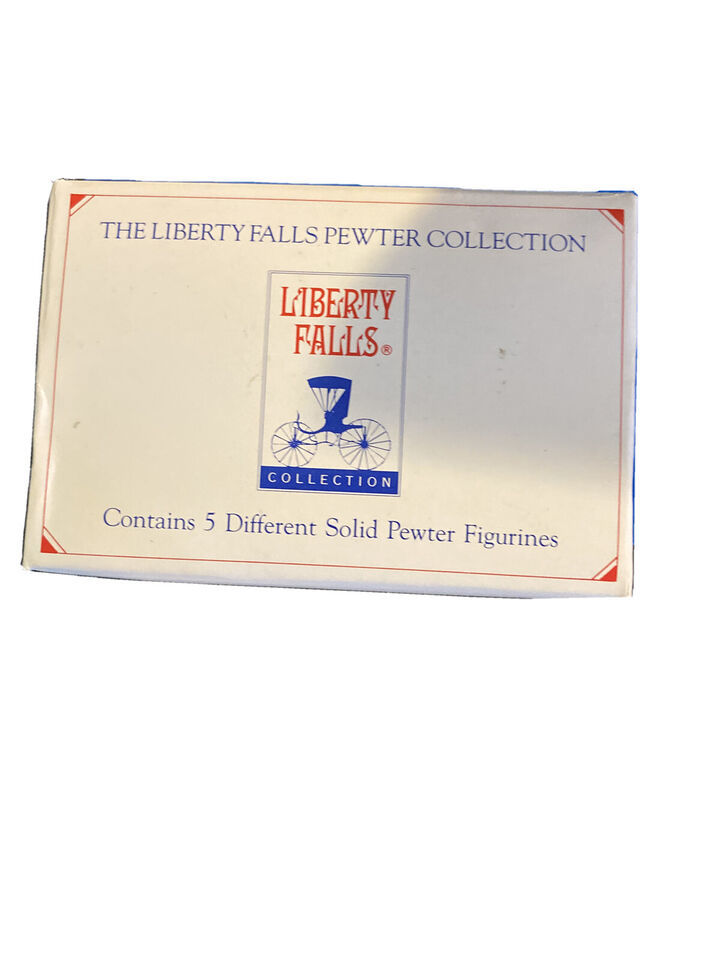 THE LIBERTY FALLS PEWTER COLLECTION
LIBERTY
FALLS®
COLLECTION
Contains 5 Different Solid Pewter Figurines